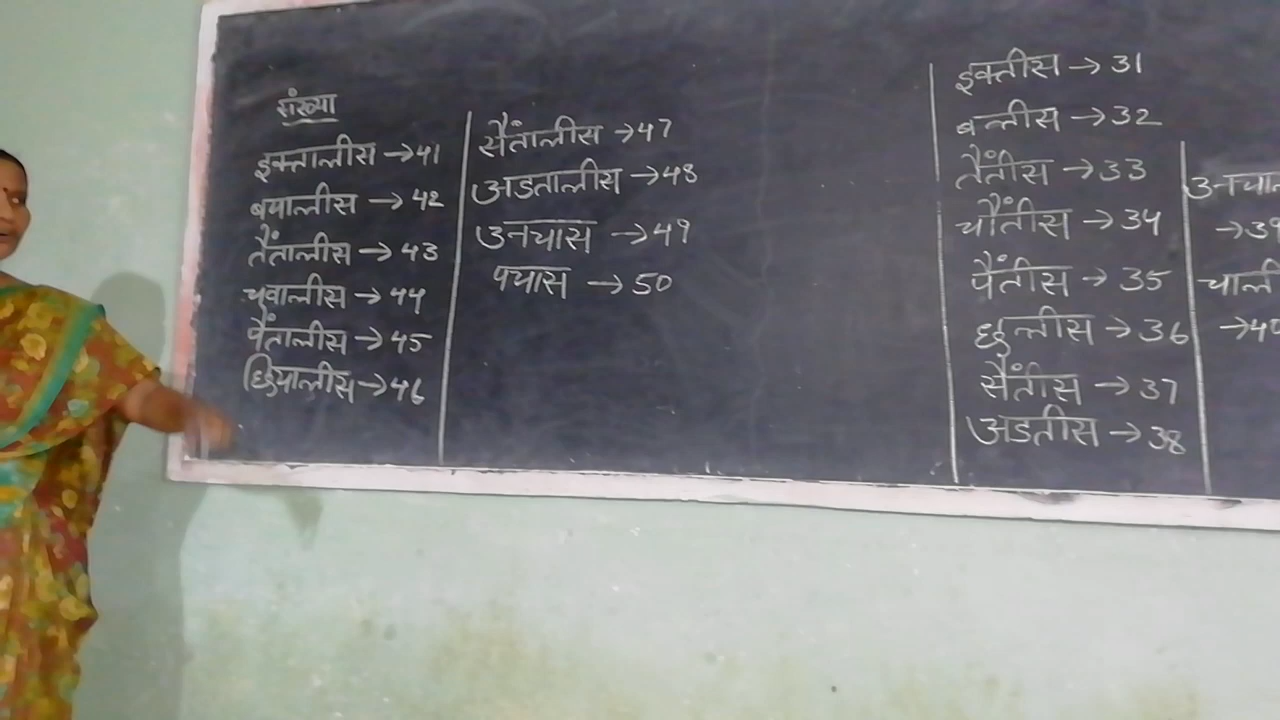 संख्या
इक्तालीस → 41
बयालीस → 42
तैंतालीस → 43
चवालीस → 44
पैंतालीस → 45
छियालीस → 46
सैंतालीस → 47
अडतालीस → 48
उनचास → 49
पचास → 50
इक्तीस → 31
बत्तीस → 32
तैंतीस → 33
चौंतीस → 34
पैंतीस → 35
छत्तीस → 36
सैंतीस → 37
अडतीस → 38
→ 39